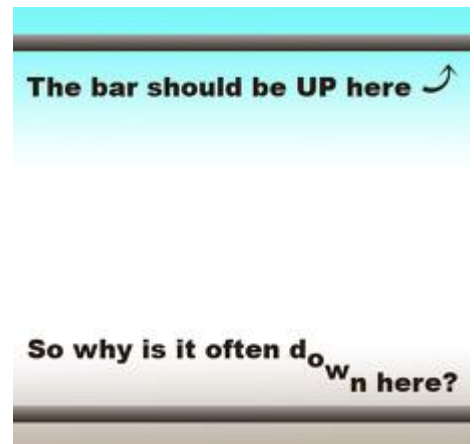 The bar should be UP here
So why is it often down here?